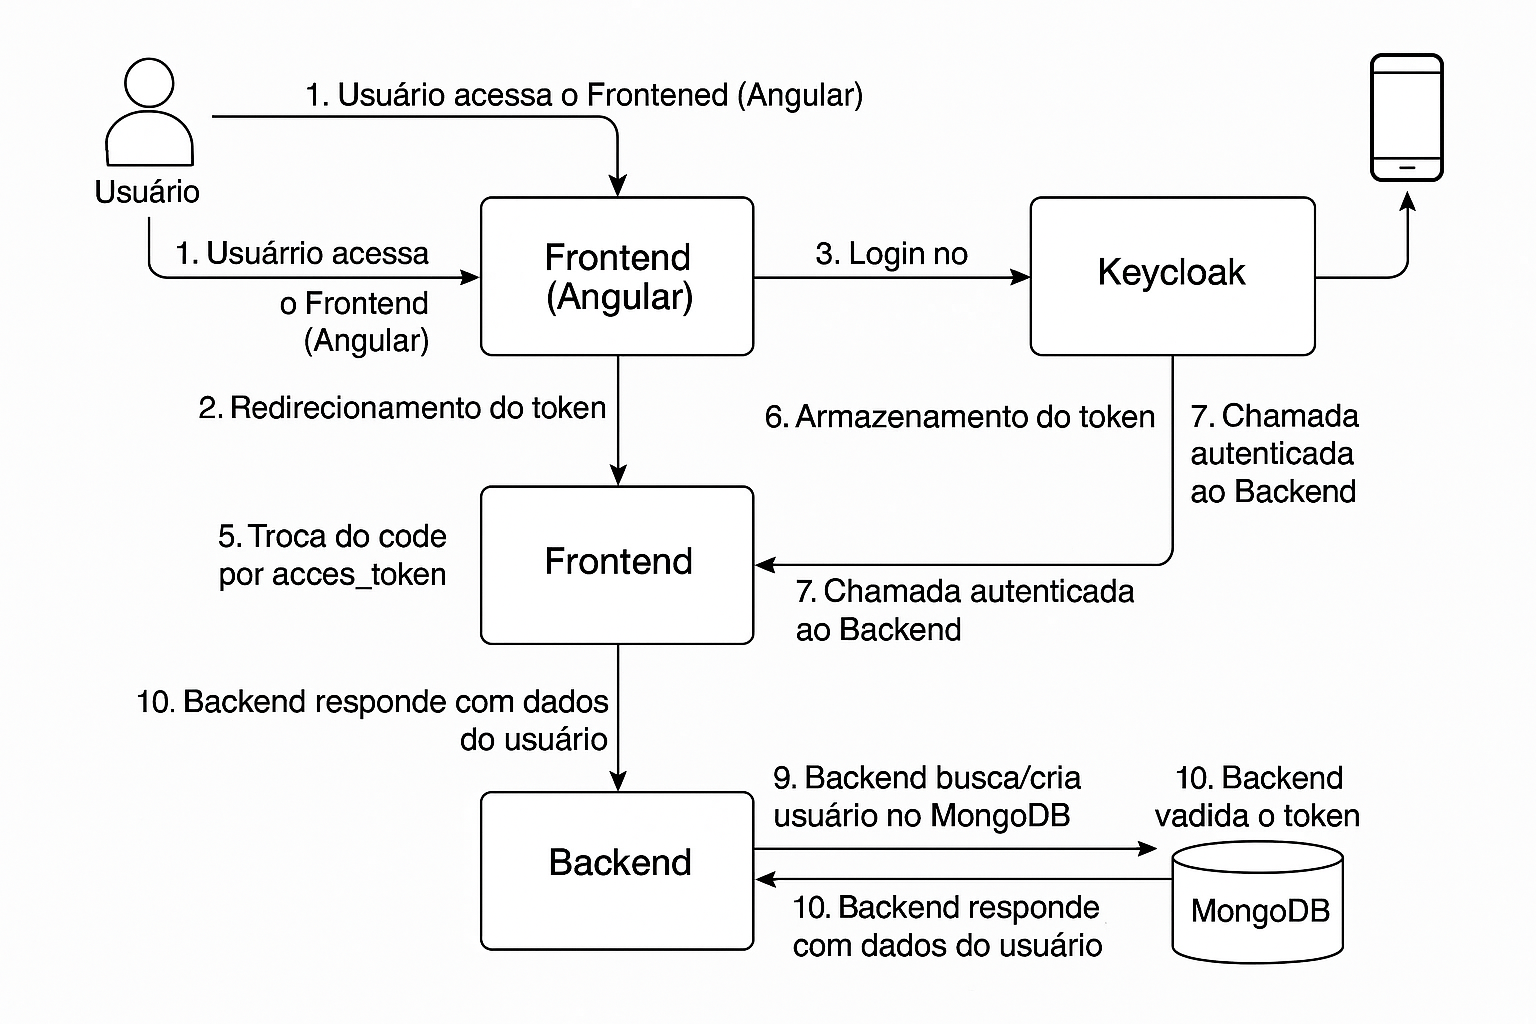 1. Usuário acessa o Frontened (Angular)
Usuário
1. Usuárrio acessa
o Frontend
(Angular)
Frontend
(Angular)
3. Login no
Keycloak
2. Redirecionamento do token
6. Armazenamento do token
7. Chamada
autenticada
ao Backend
5. Troca do code
por acces_token
Frontend
7. Chamada autenticada
ao Backend
10. Backend responde com dados
do usuário
Backend
9. Backend busca/cria
usuário no MongoDB
10. Backend
vadida o token
10. Backend responde
com dados do usuário
MongoDB